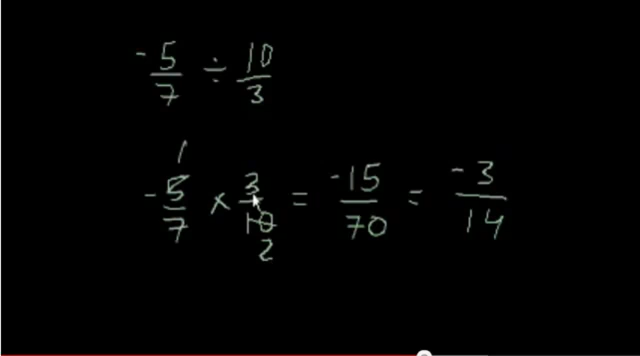 -5/7 ÷ 10/3
1
-5/7 × 3/10 = -15/70 = -3/14
2